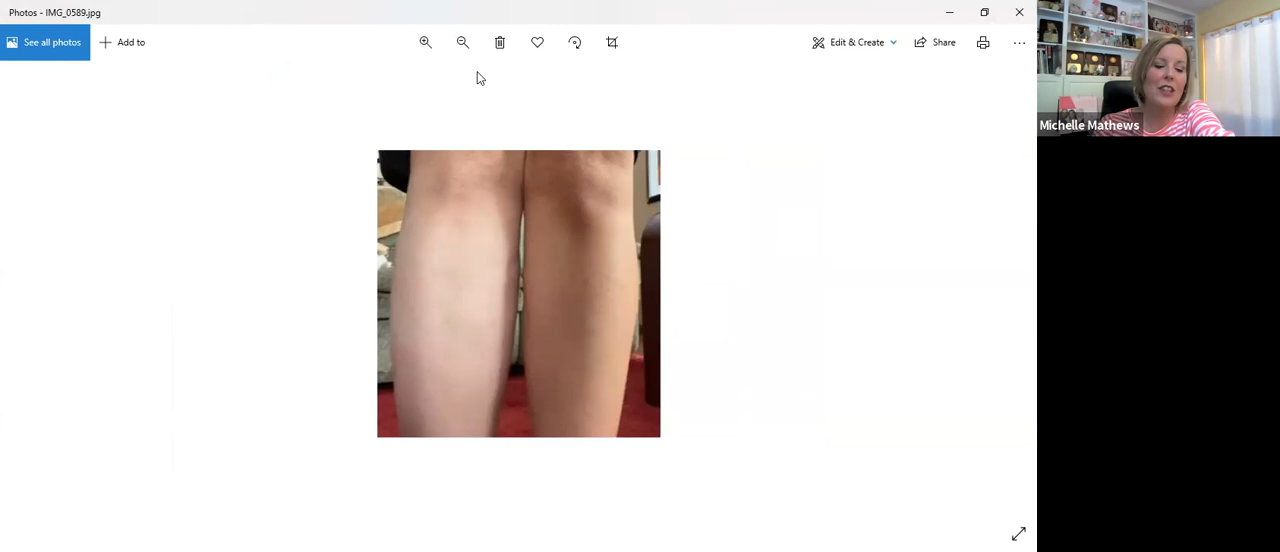 Photos - IMG_0589.jpg
See all photos
Add to
Edit & Create
Share
Michelle Mathews